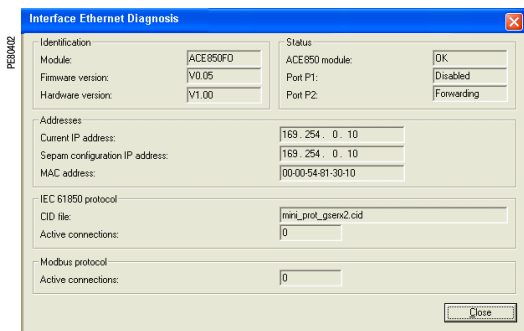 PE80402
Interface Ethernet Diagnosis
Identification
Module: ACE850FO
Firmware version: V0.05
Hardware version: V1.00
Status
ACE850 module: OK
Port P1: Disabled
Port P2: Forwarding
Addresses
Current IP address: 169 . 254 . 0 . 10
Sepam configuration IP address: 169 . 254 . 0 . 10
MAC address: 00-00-54-81-30-10
IEC 61850 protocol
CID file: mini_prot_gserx2.cid
Active connections: 0
Modbus protocol
Active connections: 0
Close